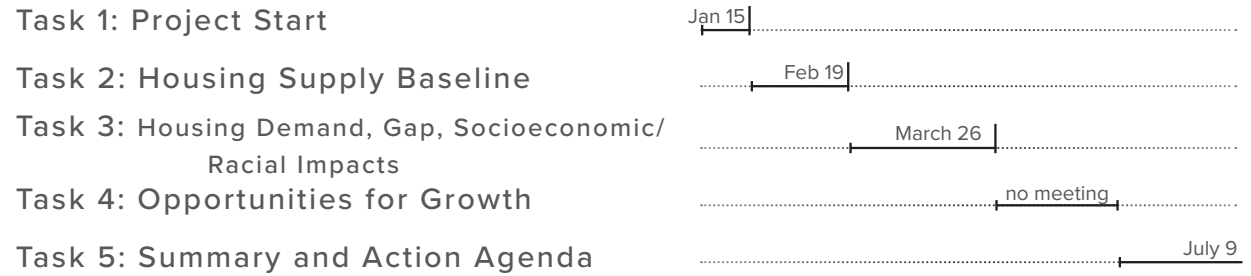 Task 1: Project Start
Jan 15
Task 2: Housing Supply Baseline
Feb 19
Task 3: Housing Demand, Gap, Socioeconomic/
Racial Impacts
March 26
Task 4: Opportunities for Growth
no meeting
Task 5: Summary and Action Agenda
July 9